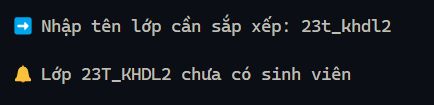 ➡️ Nhập tên lớp cần sắp xếp: 23t_khdl2
🔔 Lớp 23T_KHDL2 chưa có sinh viên